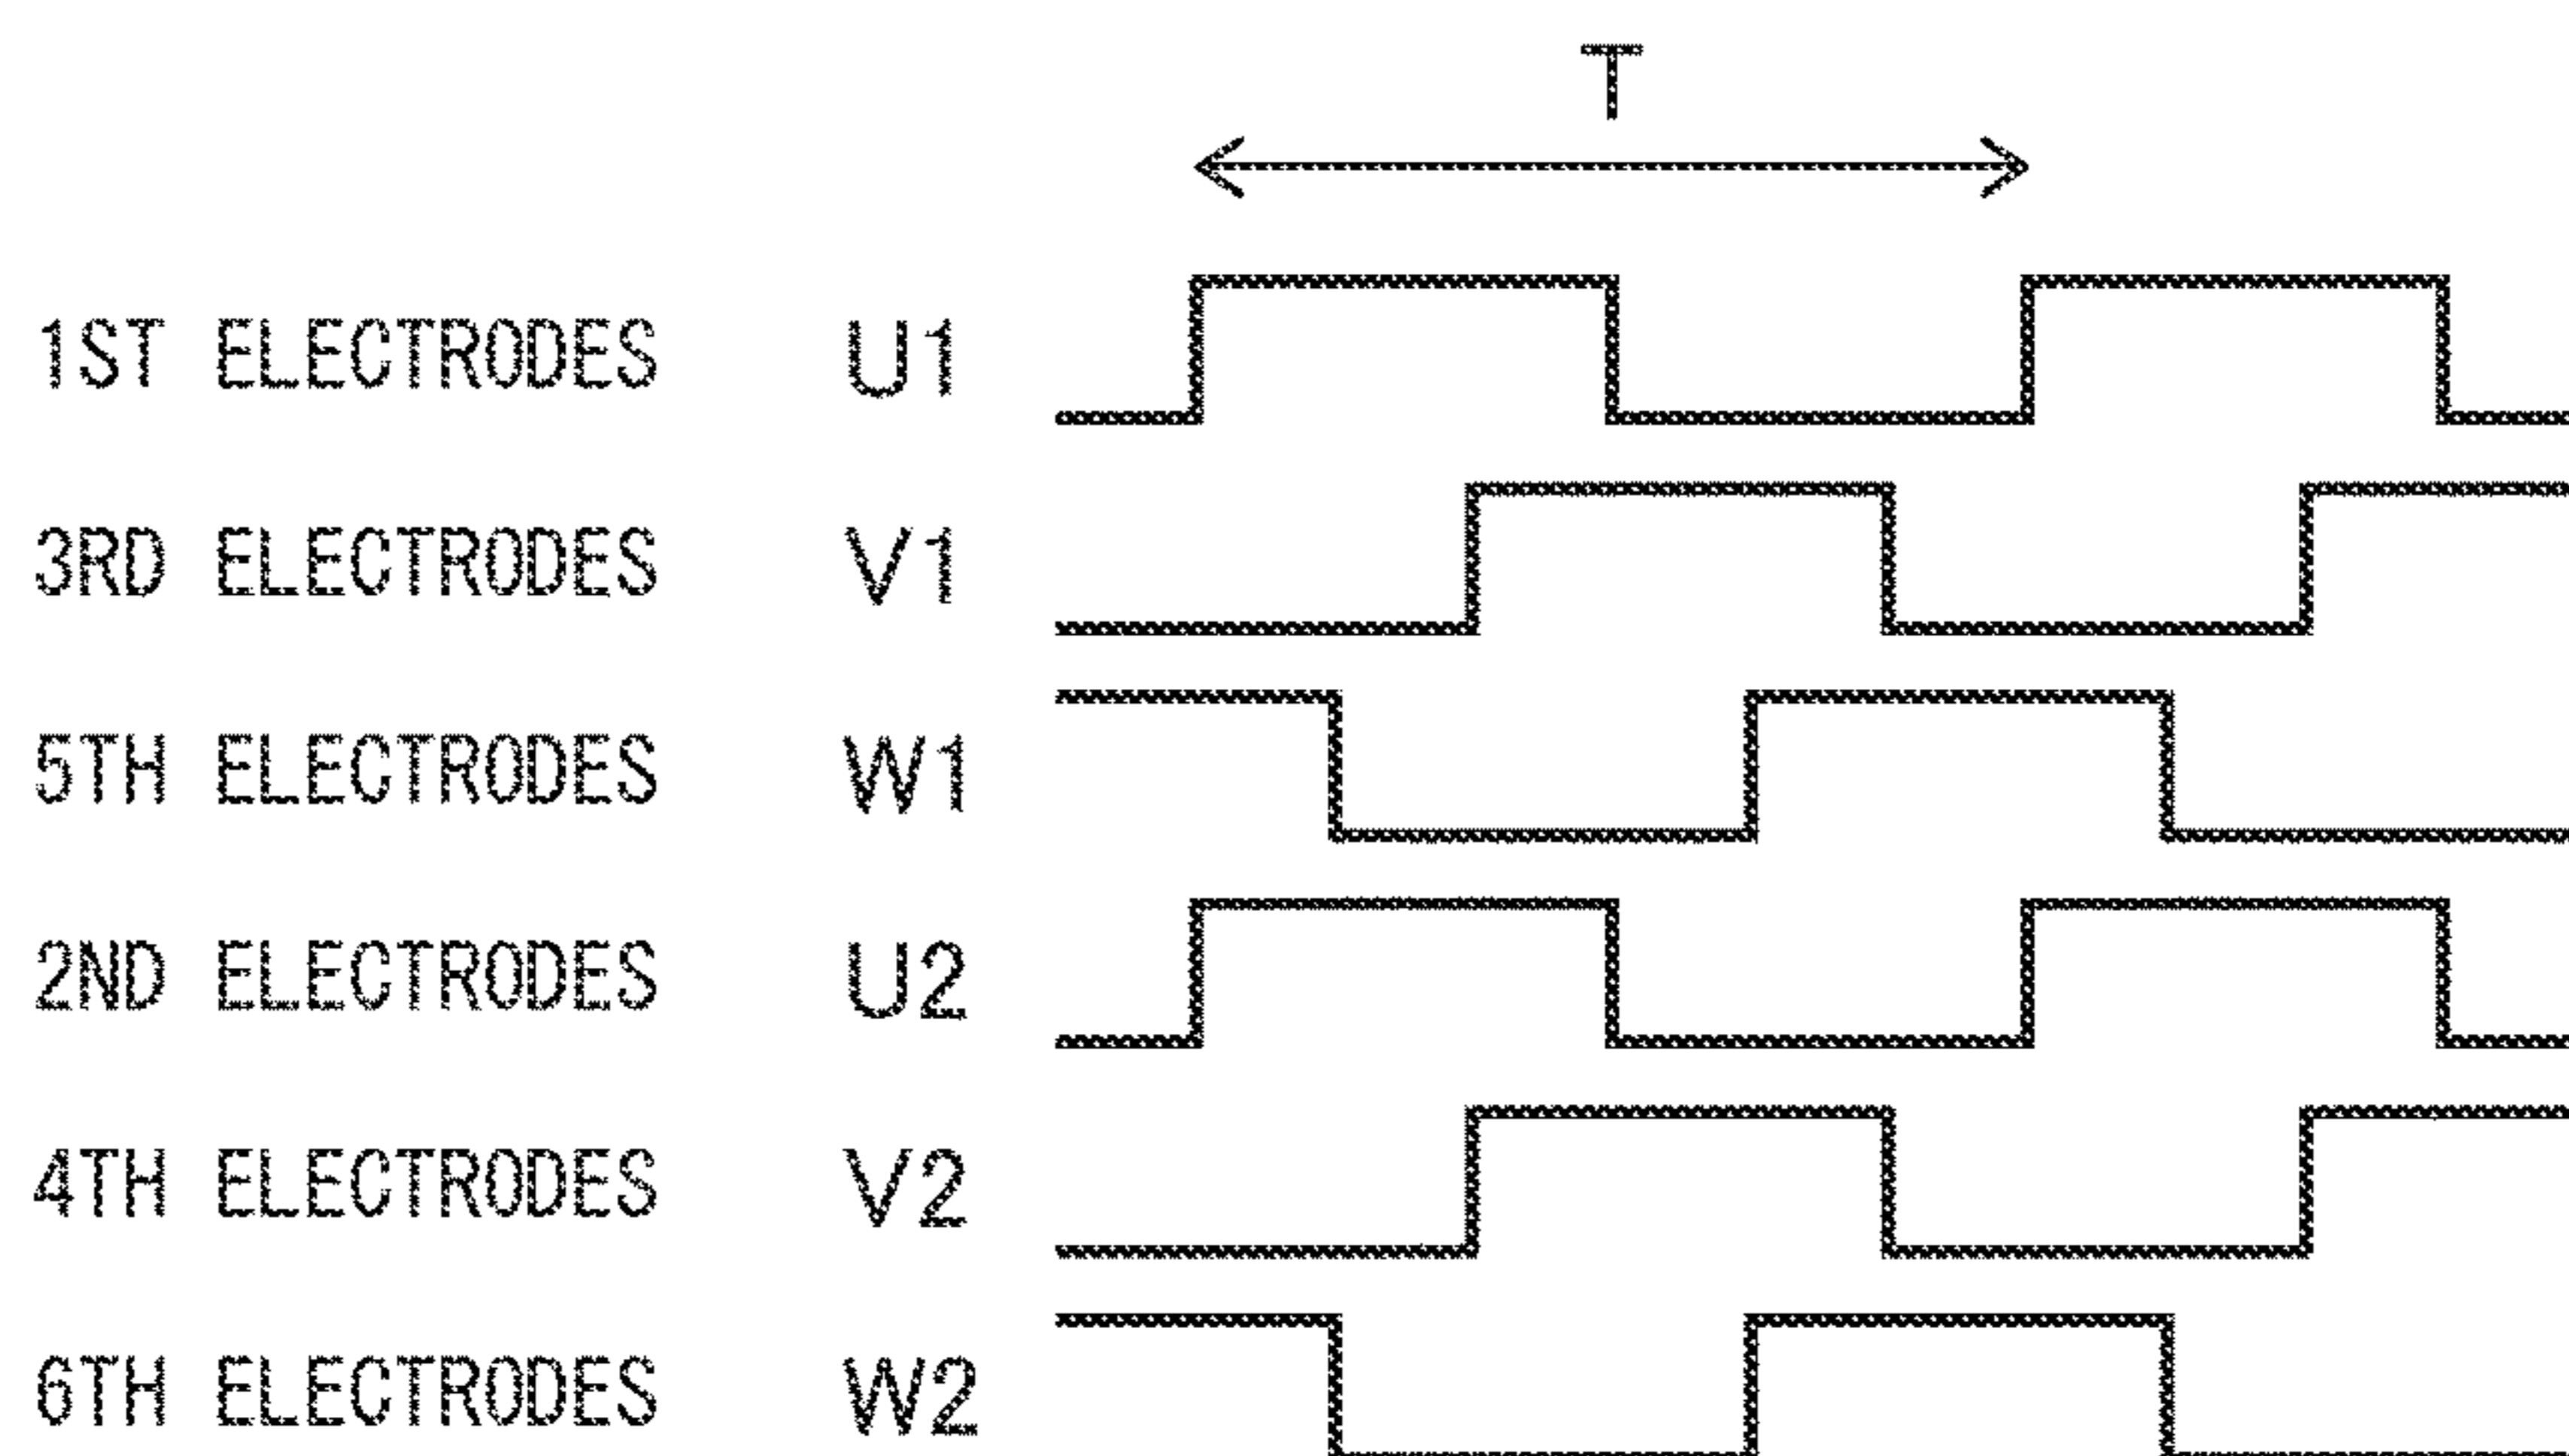 T
1ST ELECTRODES U1
3RD ELECTRODES V1
5TH ELECTRODES W1
2ND ELECTRODES U2
4TH ELECTRODES V2
6TH ELECTRODES W2